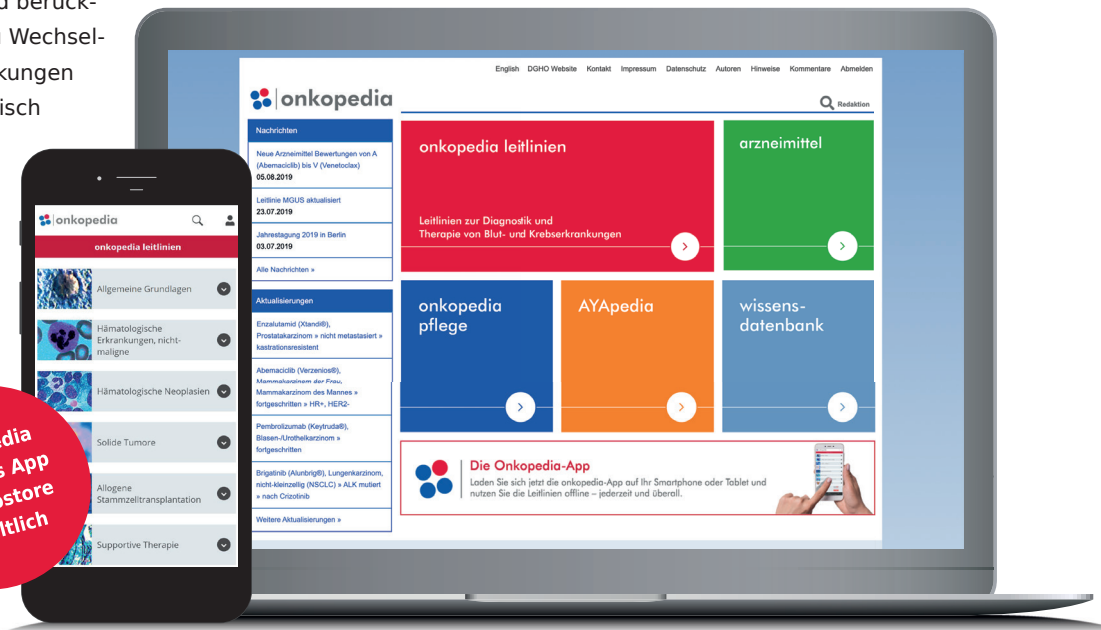 Wechsel-
isch
English DGHO Website Kontakt Impressum Datenschutz Autoren Hinweise Kommentare Abmelden
onkopedia
Redaktion
Nachrichten
Neue Arzneimittel Bewertungen von A
(Abemaciclib) bis V (Venetoclax)
05.08.2019
Leitlinie MGUS aktualisiert
23.07.2019
Jahrestagung 2019 in Berlin
03.07.2019
Alle Nachrichten »
Aktualisierungen
Enzalutamid (Xtandi®),
Prostatakarzinom » nicht metastasiert »
kastrationsresistent
Abemaciclib (Verzenios®),
Mammakarzinom der Frau,
Mammakarzinom des Mannes »
fortgeschritten » HR+, HER2-
Pembrolizumab (Keytruda®),
Blasen-/Urothelkarzinom »
fortgeschritten
Brigatinib (Alunbrig®), Lungenkarzinom,
nicht-kleinzellig (NSCLC) » ALK mutiert
» nach Crizotinib
Weitere Aktualisierungen »
onkopedia leitlinien
Leitlinien zur Diagnostik und
Therapie von Blut- und Krebserkrankungen
arzneimittel
onkopedia
pflege
AYApedia
wissens-
datenbank
Die Onkopedia-App
Laden Sie sich jetzt die onkopedia-App auf Ihr Smartphone oder Tablet und
nutzen Sie die Leitlinien offline – jederzeit und überall.
onkopedia
onkopedia leitlinien
Allgemeine Grundlagen
Hämatologische
Erkrankungen, nicht-
maligne
Hämatologische Neoplasien
Solide Tumore
Allogene
Stammzelltransplantation
Supportive Therapie
App